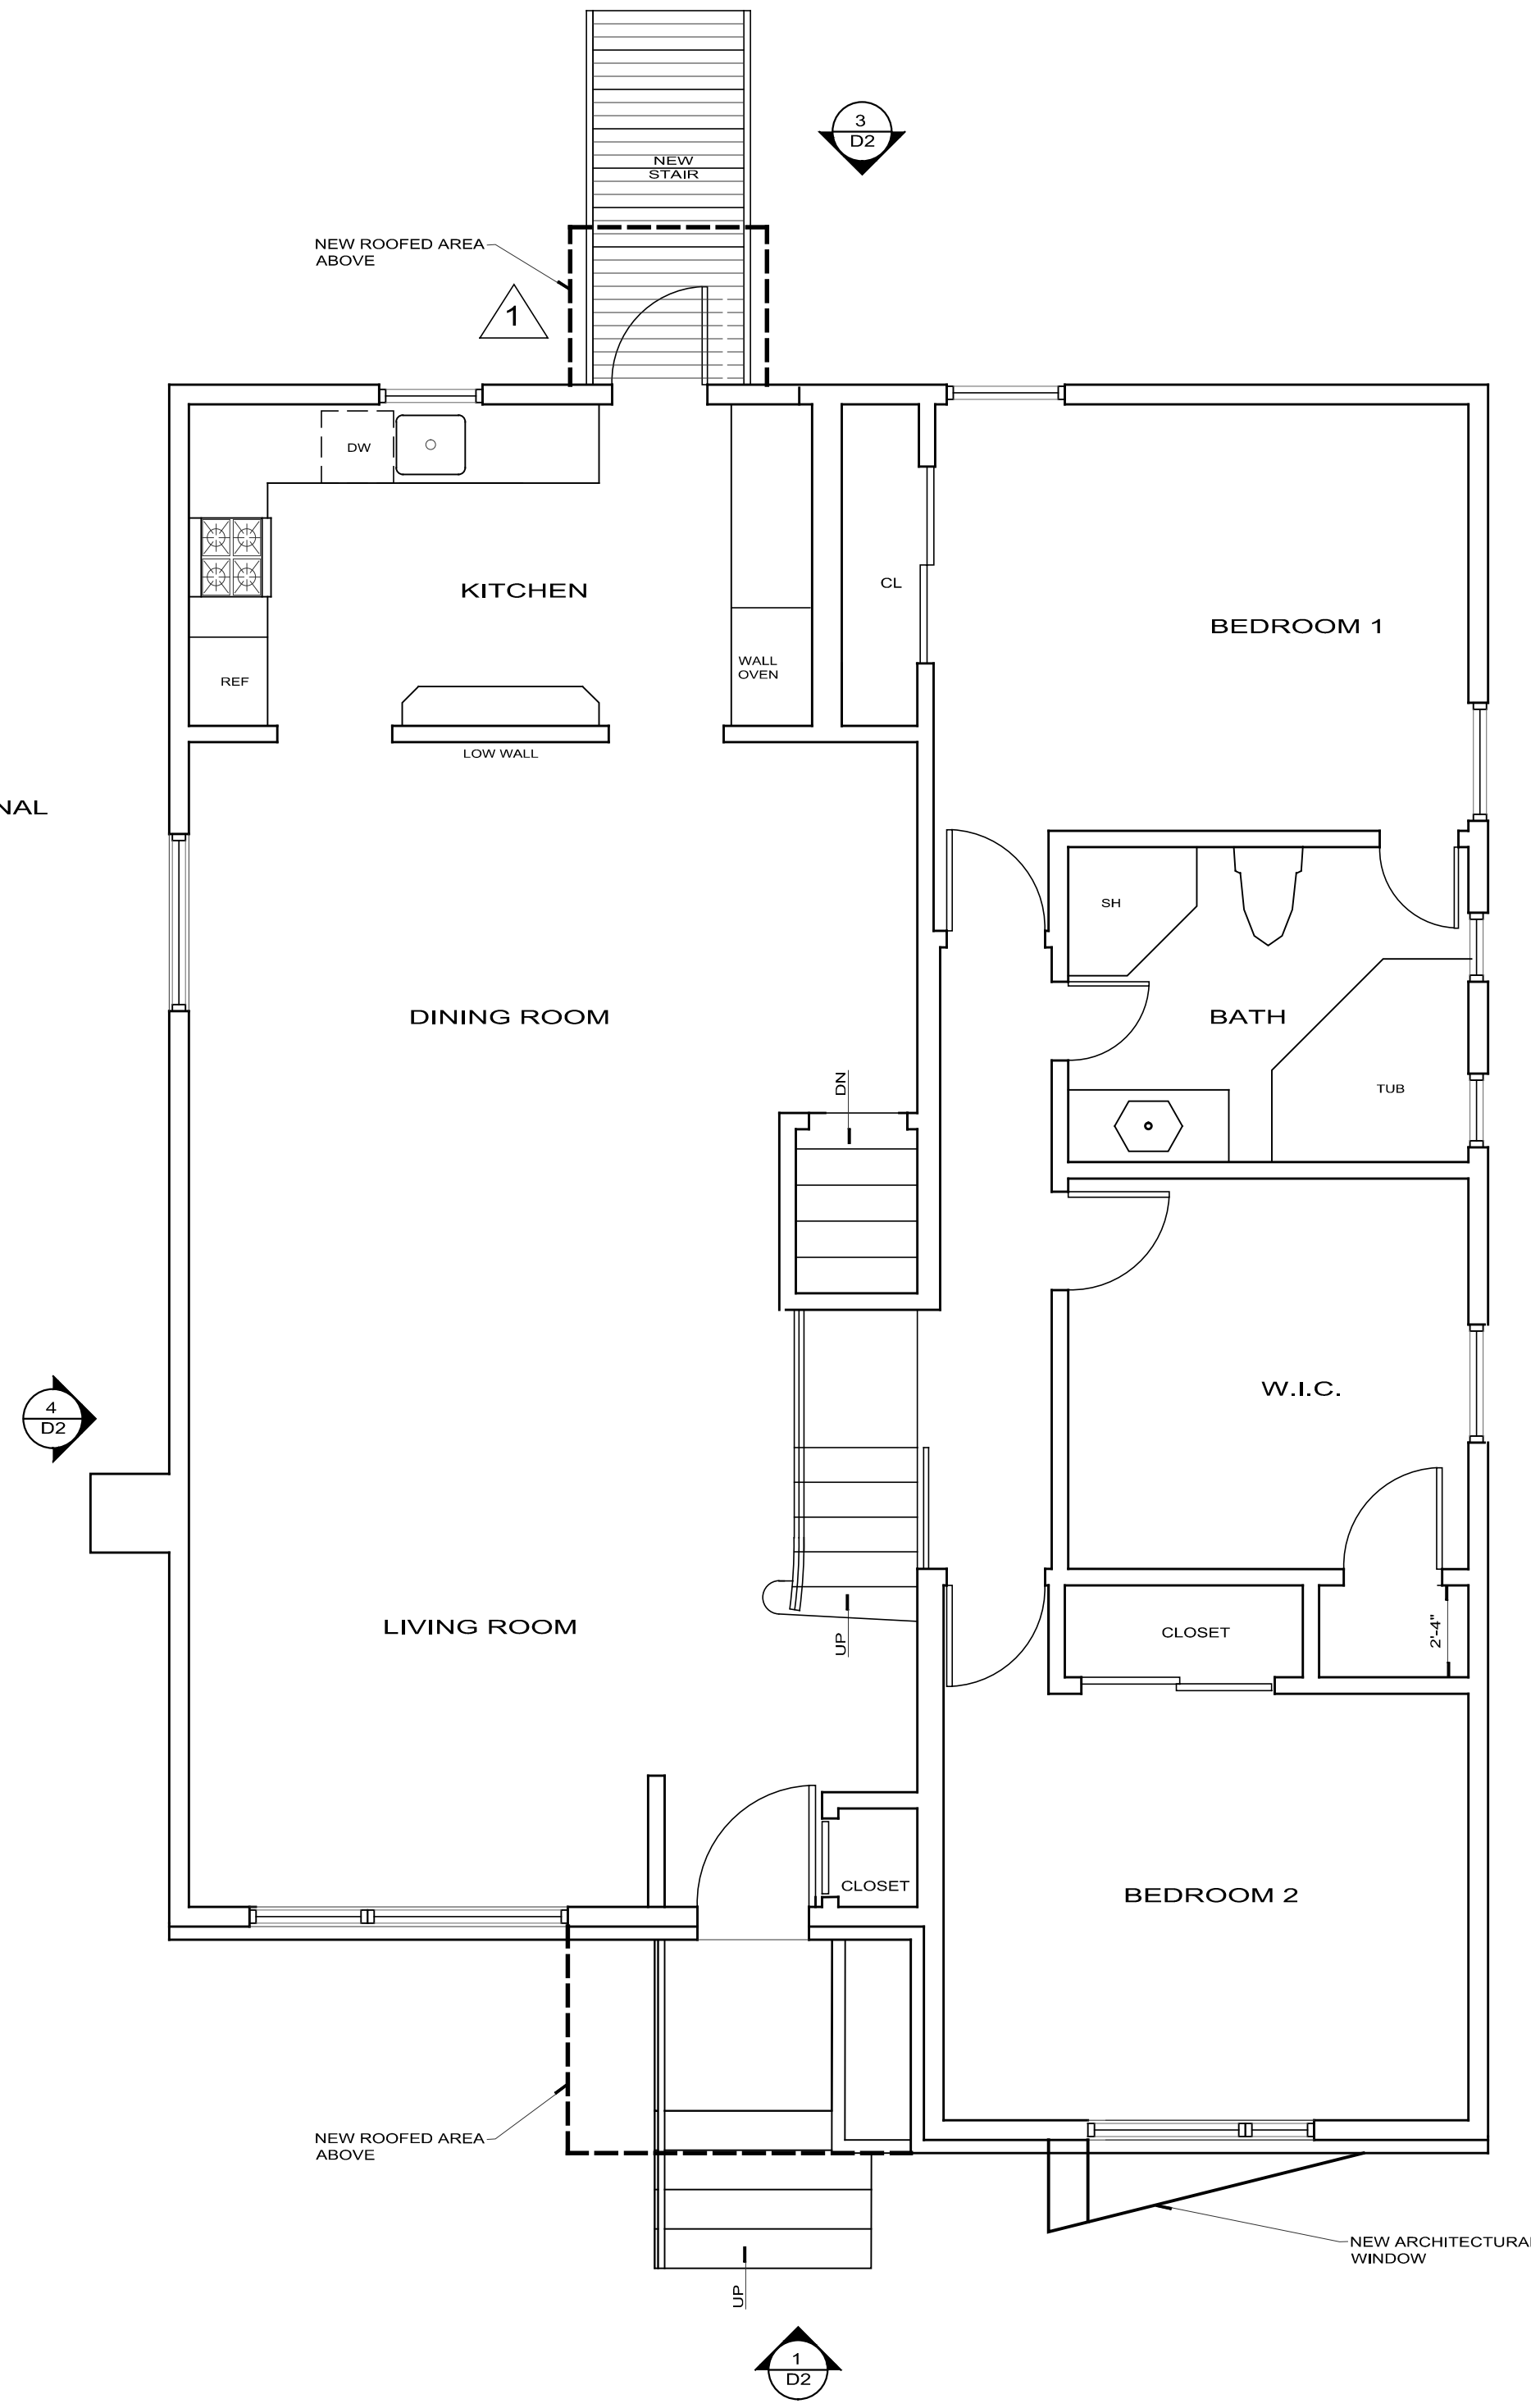 3
D2
NEW
STAIR
NEW ROOFED AREA
ABOVE
1
DW
KITCHEN
CL
BEDROOM 1
WALL
OVEN
REF
LOW WALL
NAL
SH
DINING ROOM
BATH
DN
TUB
W.I.C.
4
D2
LIVING ROOM
UP
CLOSET
2'-4"
CLOSET
BEDROOM 2
NEW ROOFED AREA
ABOVE
NEW ARCHITECTURAL
WINDOW
UP
1
D2